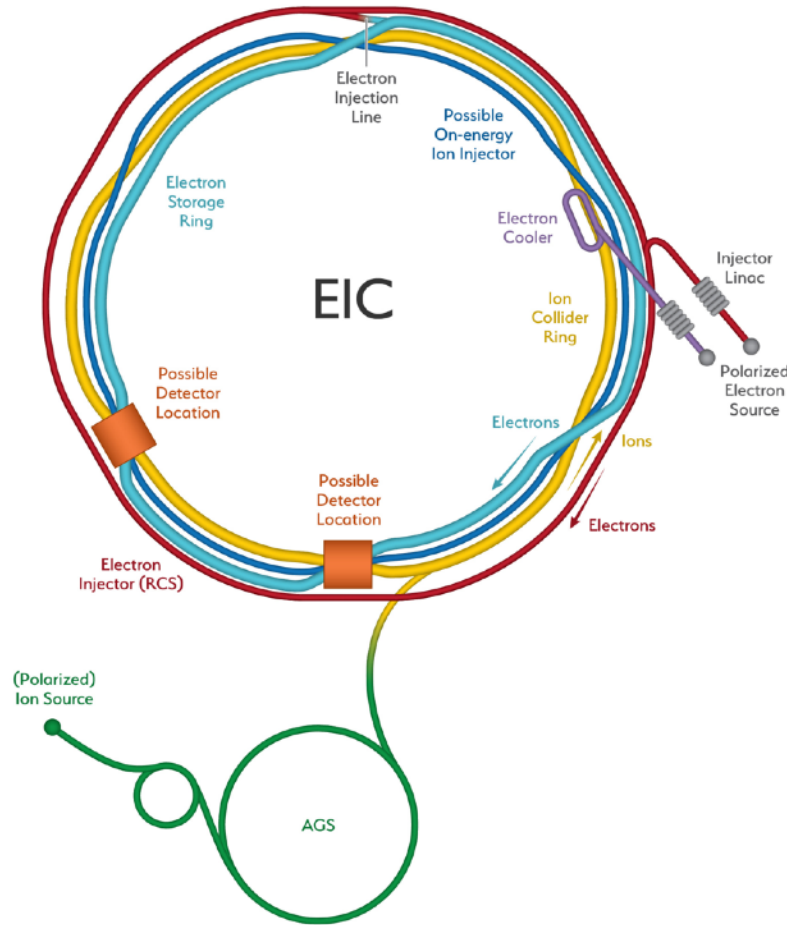 Electron
Injection
Line
Possible
On-energy
Ion Injector
Electron
Storage
Ring
Electron
Cooler
Injector
Linac
EIC
Ion
Collider
Ring
Polarized
Electron
Source
Possible
Detector
Location
Electrons
Ions
Possible
Detector
Location
Electrons
Electron
Injector (RCS)
(Polarized)
Ion Source
AGS